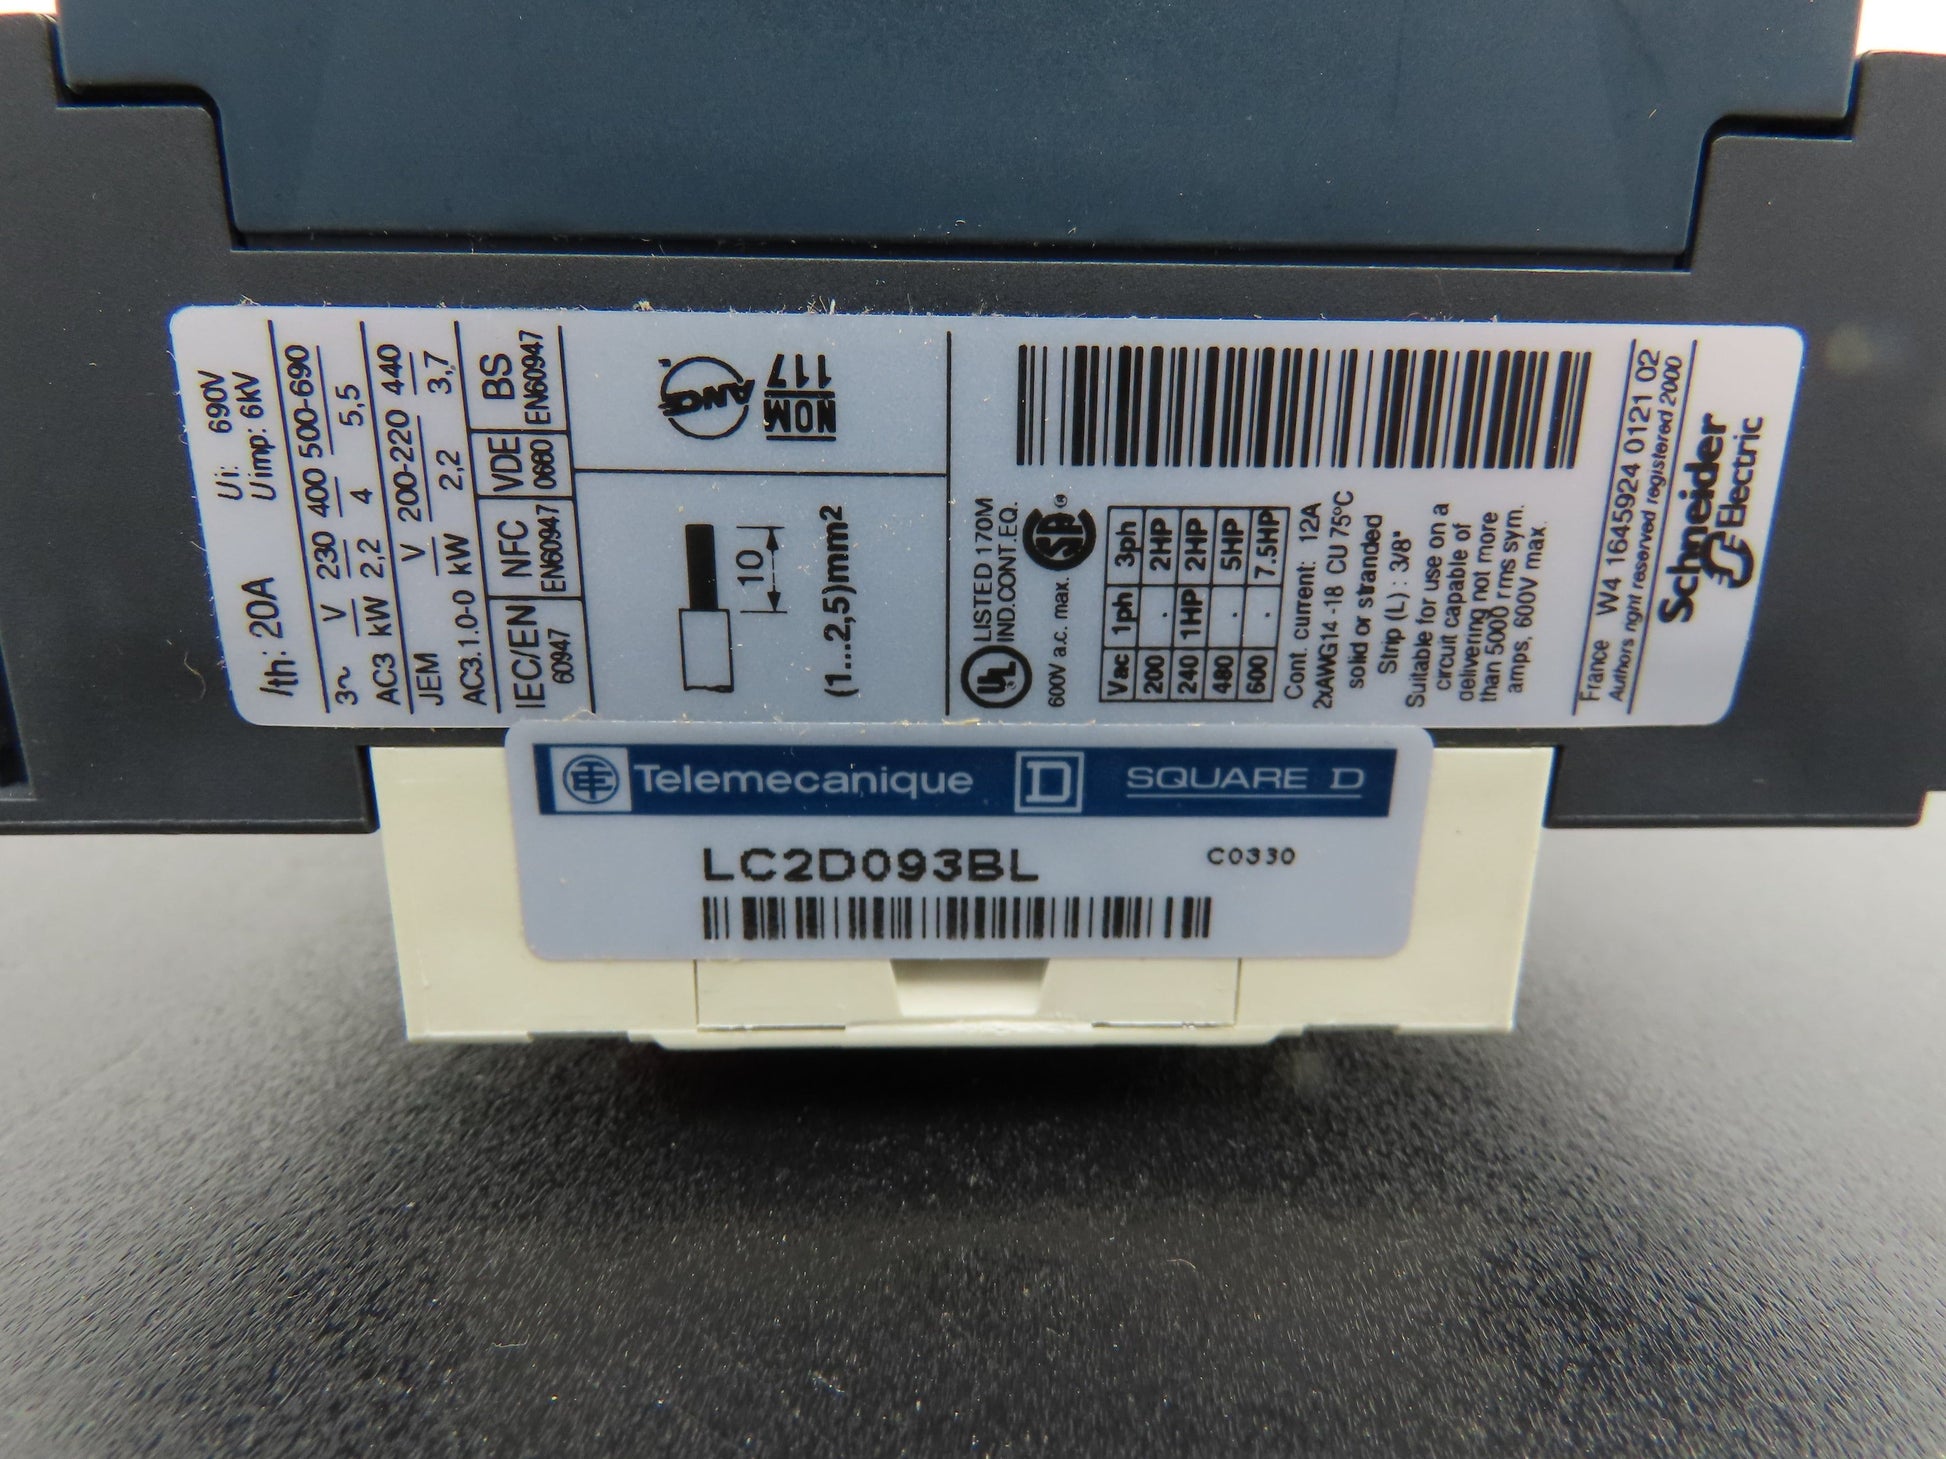 Ith: 20A
Ui: 690V
Uimp: 6kV
3~ V 230 400 500-690
AC3 kW 2,2 4 5,5
JEM V 200-220 440
AC3.1.0-0 kW 2,2 3,7
IEC/EN NFC VDE BS
60947 EN60947 0660 EN60947
10
(1...2,5)mm²
ANCE
NOM
117
UL LISTED 170M
IND.CONT.EQ.
600V a.c. max. SA ®
Vac 1ph 3ph
200 . 2HP
240 1HP 2HP
480 . 5HP
600 . 7.5HP
Cont. current: 12A
2xAWG14-18 CU 75°C
solid or stranded
Strip (L) : 3/8"
Suitable for use on a
circuit capable of
delivering not more
than 5000 rms sym.
amps, 600V max.
France W4 1645924 0121 02
Authors right reserved registered 2000
Schneider
Electric
Telemecanique D SQUARE D
LC2D093BL C0330